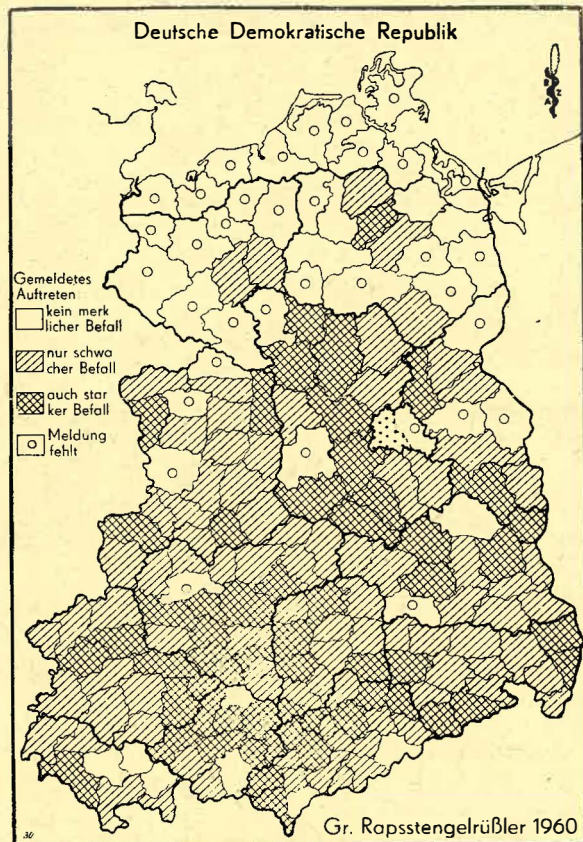 Deutsche Demokratische Republik
Gemeldetes
Auftreten
kein merk
licher Befall
nur schwa
cher Befall
auch star
ker Befall
Meldung
fehlt
Gr. Rapsstengelrüßler 1960
30